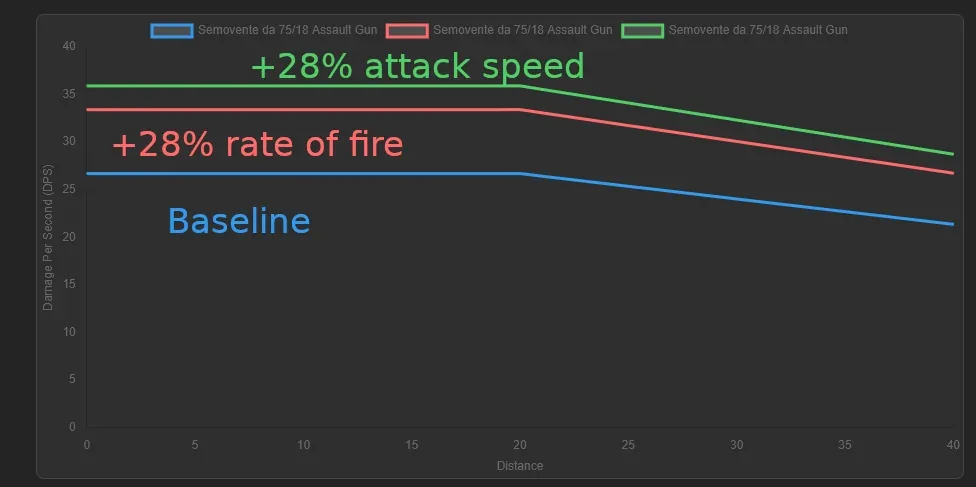 Semovente da 75/18 Assault Gun Semovente da 75/18 Assault Gun Semovente da 75/18 Assault Gun
40
+28% attack speed
35
30
+28% rate of fire
Damage Per Second (DPS)
25
Baseline
20
15
10
5
0
0 5 10 15 20 25 30 35 40
Distance